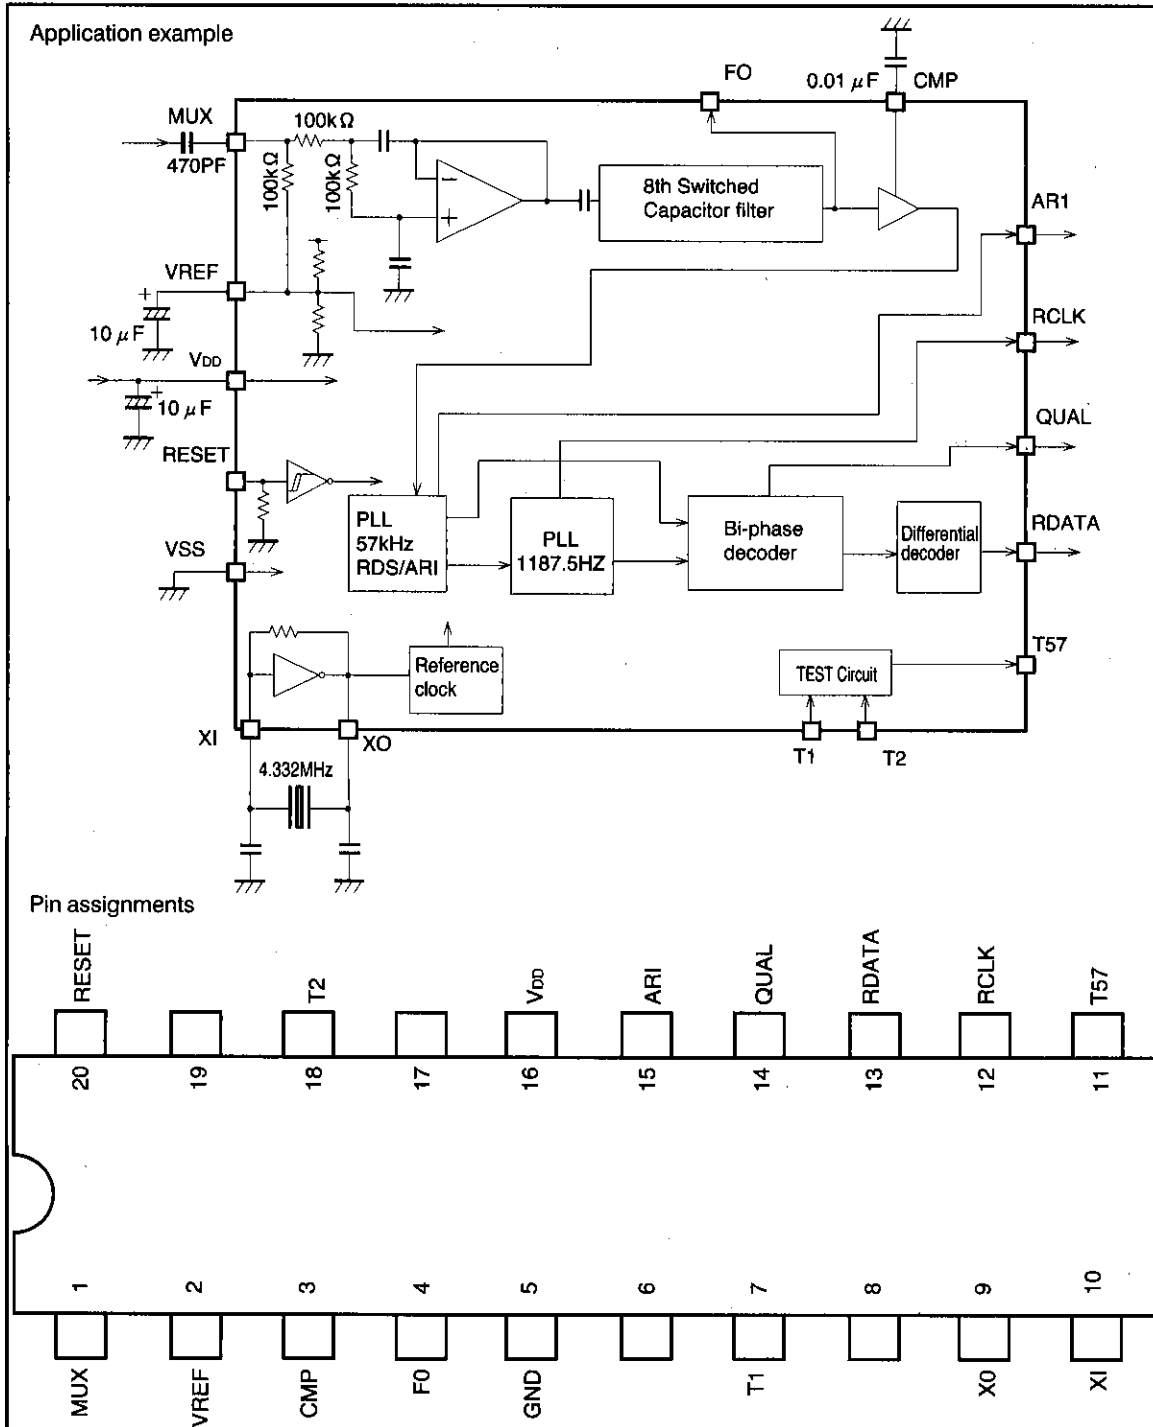 Application example
FO
0.01 μF
CMP
MUX
100kΩ
470PF
100kΩ
100kΩ
8th Switched
Capacitor filter
AR1
VREF
10 μF
RCLK
VDD
10 μF
QUAL
RESET
PLL
57kHz
RDS/ARI
PLL
1187.5HZ
Bi-phase
decoder
Differential
decoder
RDATA
VSS
T57
Reference
clock
TEST Circuit
XI
XO
T1
T2
4.332MHz
Pin assignments
RESET
T2
VDD
ARI
QUAL
RDATA
RCLK
T57
20
19
18
17
16
15
14
13
12
11
1
2
3
4
5
6
7
8
9
10
MUX
VREF
CMP
F0
GND
T1
X0
XI